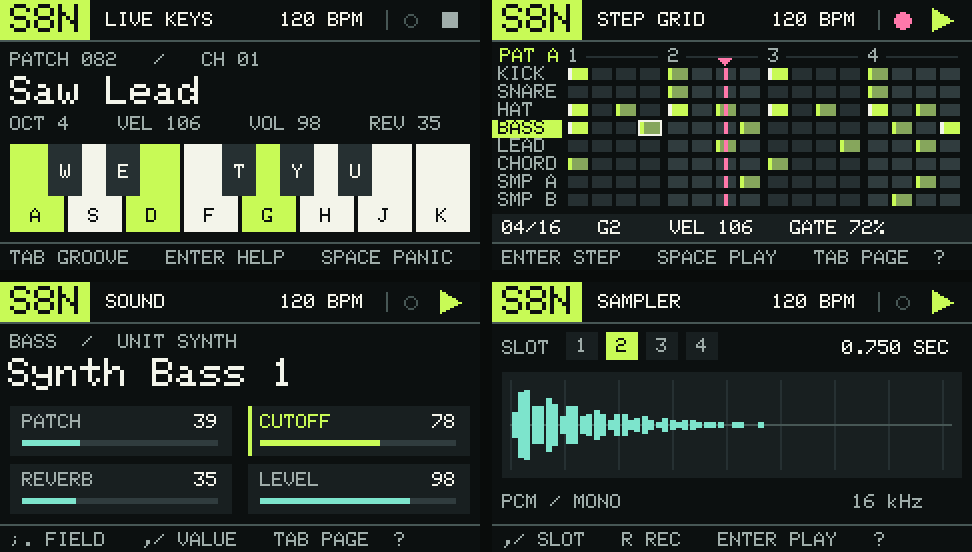 S8N LIVE KEYS 120 BPM
PATCH 082 / CH 01
Saw Lead
OCT 4 VEL 106 VOL 98 REV 35
W E T Y U
A S D F G H J K
TAB GROOVE ENTER HELP SPACE PANIC
S8N STEP GRID 120 BPM
PAT A 1 2 3 4
KICK
SNARE
HAT
BASS
LEAD
CHORD
SMP A
SMP B
04/16 G2 VEL 106 GATE 72%
ENTER STEP SPACE PLAY TAB PAGE ?
S8N SOUND 120 BPM
BASS / UNIT SYNTH
Synth Bass 1
PATCH 39 CUTOFF 78
REVERB 35 LEVEL 98
;. FIELD ,/ VALUE TAB PAGE ?
S8N SAMPLER 120 BPM
SLOT 1 2 3 4 0.750 SEC
PCM / MONO 16 kHz
,/ SLOT R REC ENTER PLAY ?